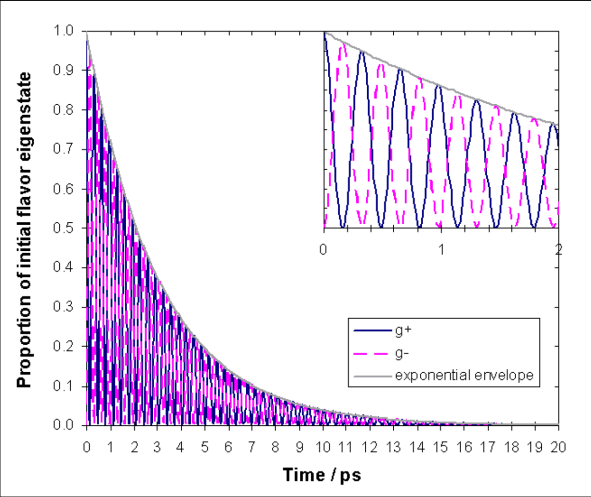 Proportion of initial flavor eigenstate
1.0
0.9
0.8
0.7
0.6
0.5
0.4
0.3
0.2
0.1
0.0
0 1 2
g+
g-
exponential envelope
0 1 2 3 4 5 6 7 8 9 10 11 12 13 14 15 16 17 18 19 20
Time / ps